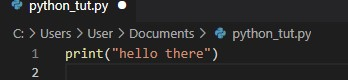 python_tut.py
C: > Users > User > Documents > python_tut.py
1 print("hello there")
2